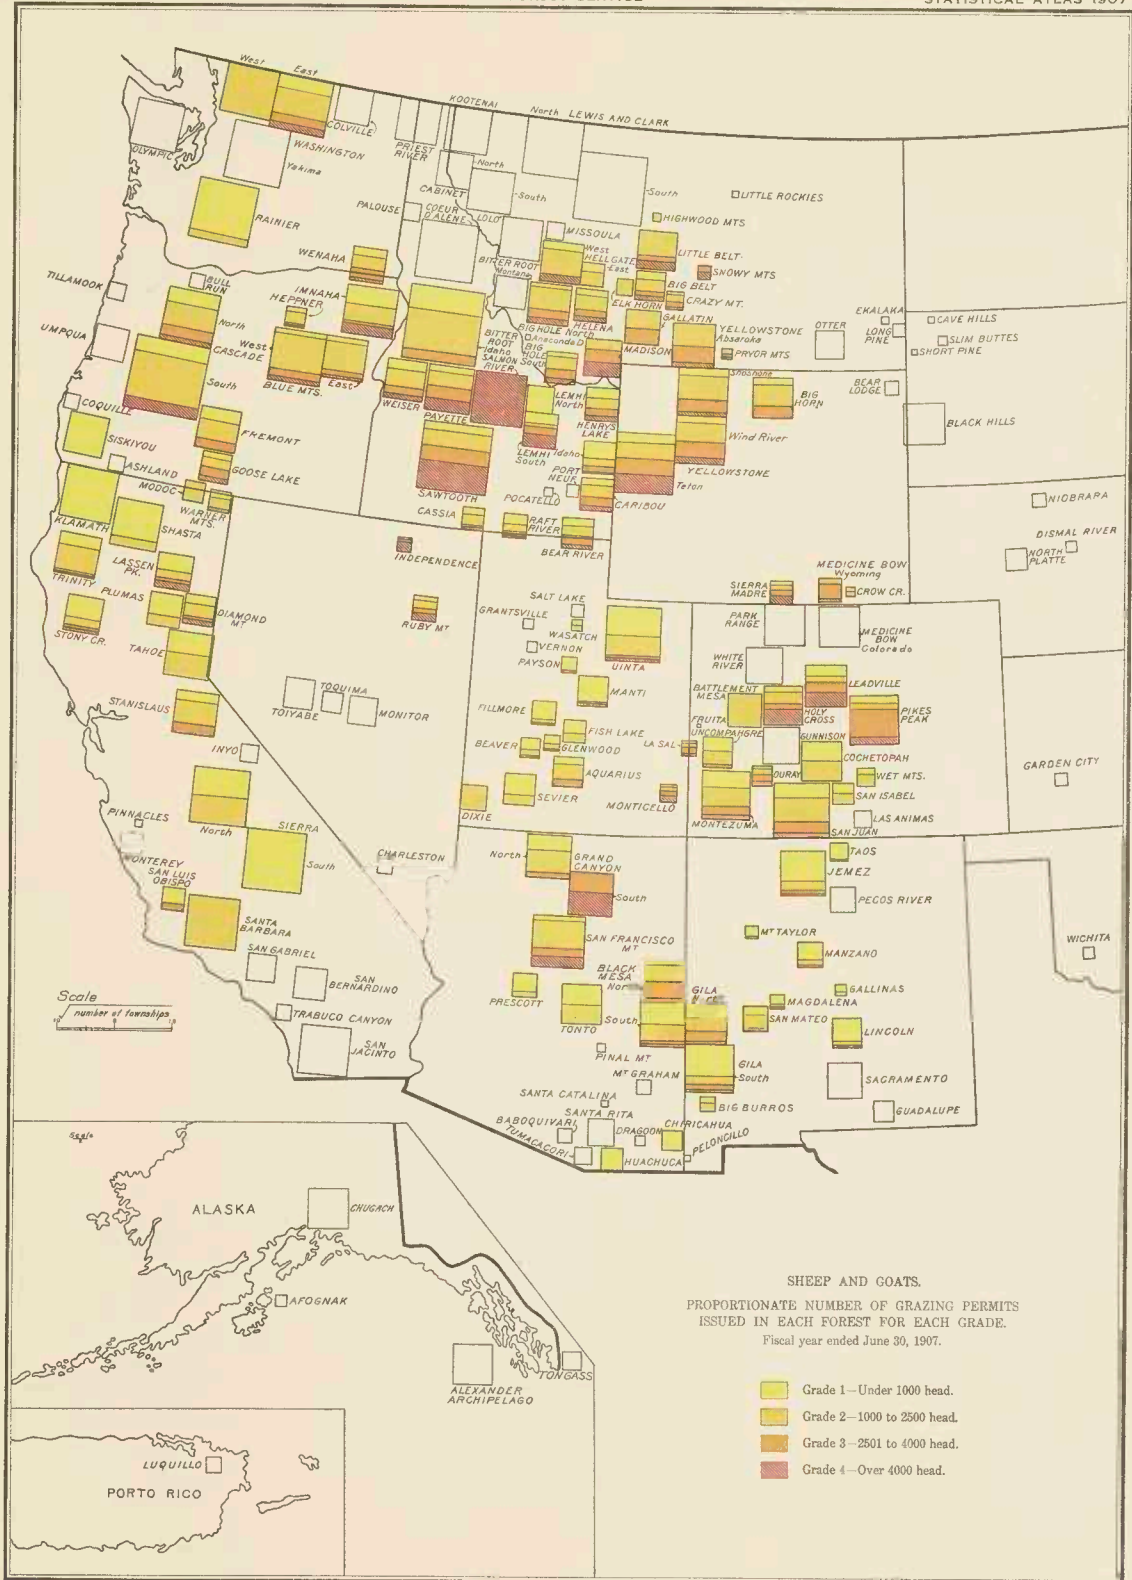 STATISTICAL ATLAS 1907
West
East
KOOTENAI
North LEWIS AND CLARK
COLVILLE
OLYMPIC
WASHINGTON
Yakima
PRIEST
RIVER
North
CABINET
South
South
LITTLE ROCKIES
RAINIER
PALOUSE
COEUR
D'ALENE
LOLO
HIGHWOOD MTS
MISSOULA
WENAHA
BITTER ROOT
Montana
West
HELLGATE
East
LITTLE BELT
SNOWY MTS
BIG BELT
TILLAMOOK
BULL
RUN
IMNAHA
HEPPNER
ELK HORN
CRAZY MT.
GALLATIN
UMPQUA
North
CASCADE
West
BIG HOLE North
HELENA
Anaconda D
BITTER
ROOT
Idaho
SALMON
RIVER
BIG
HOLE
South
MADISON
YELLOWSTONE
Absaroka
PRYOR MTS
OTTER
EKALAKA
LONG
PINE
CAVE HILLS
SLIM BUTTES
SHORT PINE
South
BLUE MTS.
East
WEISER
PAYETTE
LEMHI
North
Shoshone
BIG
HORN
BEAR
LODGE
BLACK HILLS
COQUILLE
SISKIYOU
FREMONT
HENRYS
LAKE
Wind River
LEMHI
South
Idaho
YELLOWSTONE
ASHLAND
GOOSE LAKE
MODOC
WARNER
MTS.
SAWTOOTH
PORT
NEUF
POCATELLO
CARIBOU
Teton
NIOBRARA
KLAMATH
SHASTA
CASSIA
RAFT
RIVER
BEAR RIVER
DISMAL RIVER
NORTH
PLATTE
TRINITY
LASSEN
PK.
INDEPENDENCE
MEDICINE BOW
Wyoming
SIERRA
MADRE
CROW CR.
PLUMAS
DIAMOND
MT
STONY CR.
RUBY MT
SALT LAKE
GRANTSVILLE
WASATCH
PARK
RANGE
MEDICINE
BOW
Colorado
TAHOE
VERNON
PAYSON
UINTA
WHITE
RIVER
TOQUIMA
TOIYABE
MONITOR
MANTI
BATTLEMENT
MESA
LEADVILLE
HOLY
CROSS
PIKES
PEAK
STANISLAUS
FILLMORE
FISH LAKE
FRUITA
UNCOMPAHGRE
GUNNISON
INYO
BEAVER
GLENWOOD
LA SAL
COCHETOPAH
AQUARIUS
OURAY
WET MTS.
GARDEN CITY
SEVIER
SAN ISABEL
DIXIE
MONTICELLO
MONTEZUMA
LAS ANIMAS
SAN JUAN
PINNACLES
North
SIERRA
South
MONTEREY
SAN LUIS
OBISPO
CHARLESTON
North
GRAND
CANYON
South
TAOS
JEMEZ
PECOS RIVER
SANTA
BARBARA
SAN FRANCISCO
MT
MT TAYLOR
MANZANO
WICHITA
SAN GABRIEL
SAN
BERNARDINO
BLACK
MESA
North
PRESCOTT
GILA
GALLINAS
MAGDALENA
Scale
number of townships
TRABUCO CANYON
TONTO
South
SAN MATEO
LINCOLN
SAN
JACINTO
PINAL MT
GILA
South
MT GRAHAM
SACRAMENTO
SANTA CATALINA
BIG BURROS
GUADALUPE
SANTA RITA
BABOQUIVARI
DRAGOON
CHIRICAHUA
TUMACACORI
HUACHUCA
PELONCILLO
Scale
ALASKA
CHUGACH
AFOGNAK
TONGASS
ALEXANDER
ARCHIPELAGO
LUQUILLO
PORTO RICO
SHEEP AND GOATS.
PROPORTIONATE NUMBER OF GRAZING PERMITS
ISSUED IN EACH FOREST FOR EACH GRADE.
Fiscal year ended June 30, 1907.
Grade 1—Under 1000 head.
Grade 2—1000 to 2500 head.
Grade 3—2501 to 4000 head.
Grade 4—Over 4000 head.